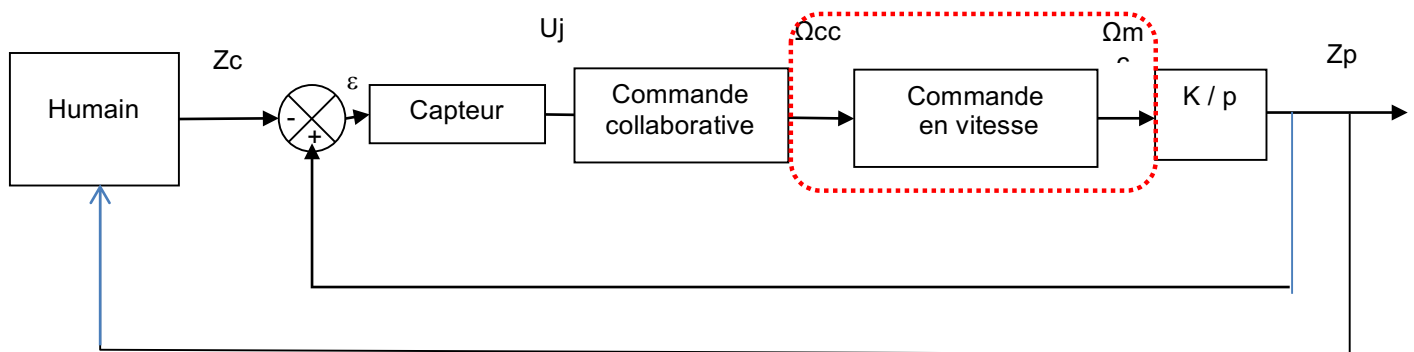 Humain
Zc
-
+
ε
Capteur
Uj
Commande
collaborative
Ωcc
Commande
en vitesse
Ωm
K / p
Zp